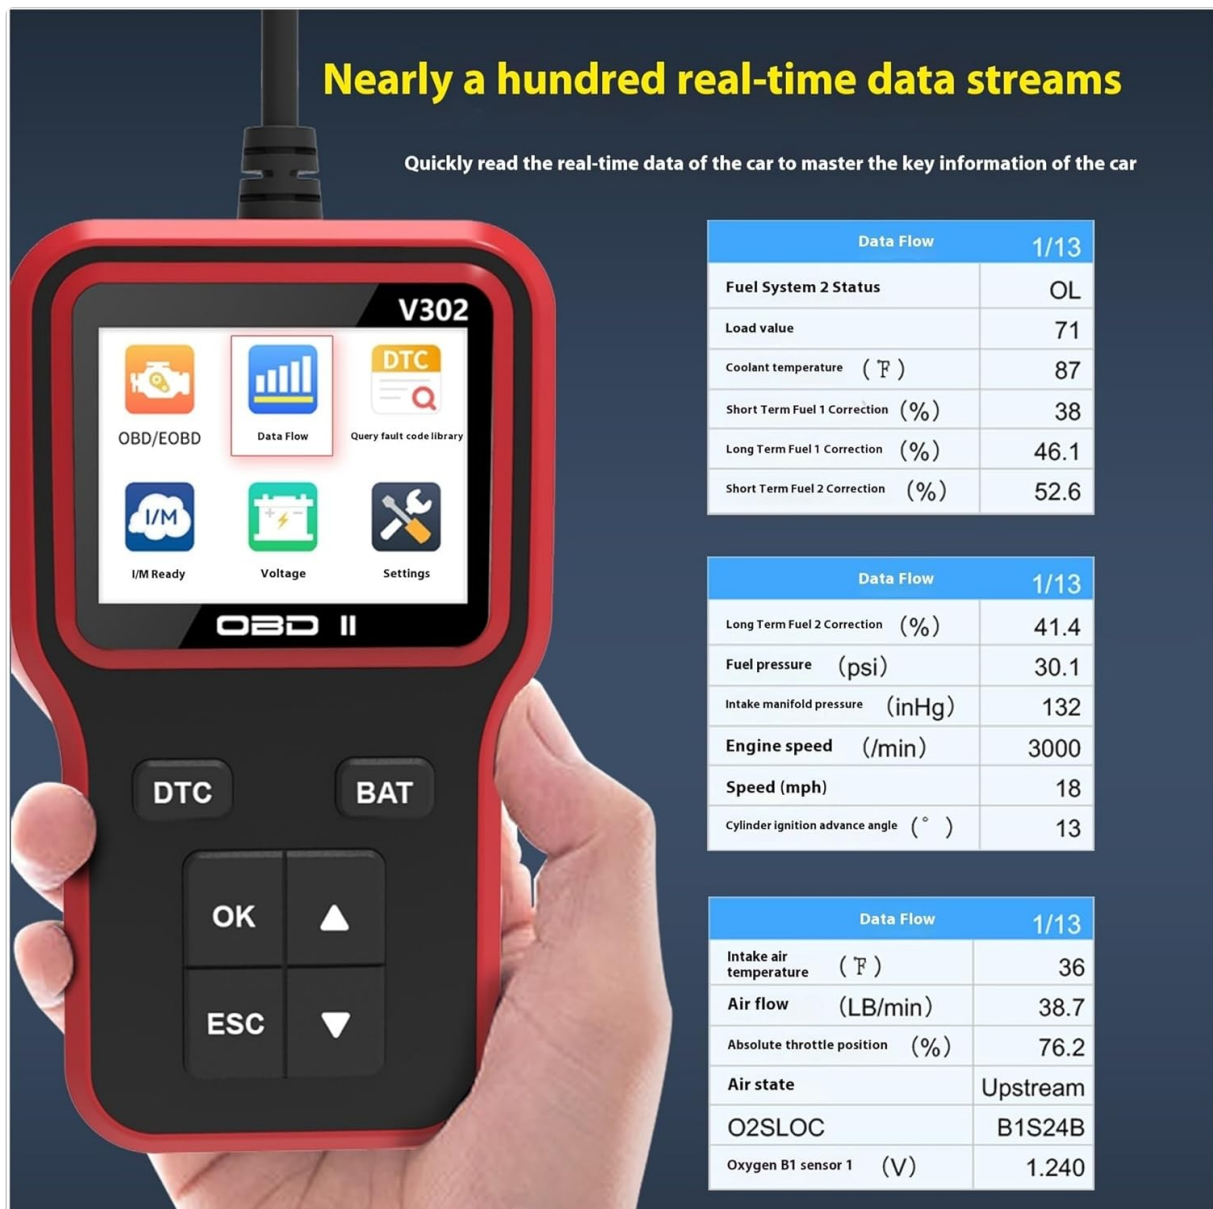 Nearly a hundred real-time data streams
Quickly read the real-time data of the car to master the key information of the car
V302
DTC
OBD/EOBD
Data Flow
Query fault code library
I/M
I/M Ready
Voltage
Settings
OBD II
DTC
BAT
OK
ESC
Data Flow 1/13
Fuel System 2 Status OL
Load value 71
Coolant temperature (℉) 87
Short Term Fuel 1 Correction (%) 38
Long Term Fuel 1 Correction (%) 46.1
Short Term Fuel 2 Correction (%) 52.6
Data Flow 1/13
Long Term Fuel 2 Correction (%) 41.4
Fuel pressure (psi) 30.1
Intake manifold pressure (inHg) 132
Engine speed (/min) 3000
Speed (mph) 18
Cylinder ignition advance angle (° ) 13
Data Flow 1/13
Intake air
temperature (℉) 36
Air flow (LB/min) 38.7
Absolute throttle position (%) 76.2
Air state Upstream
O2SLOC B1S24B
Oxygen B1 sensor 1 (V) 1.240